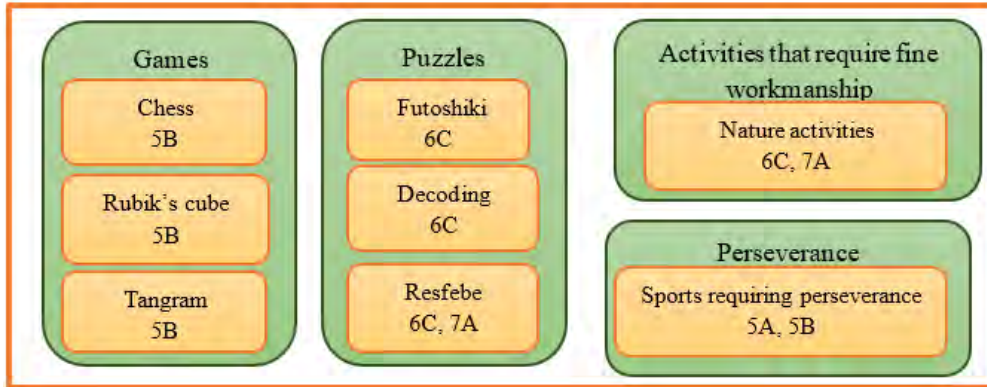 Games
Chess
5B
Rubik's cube
5B
Tangram
5B
Puzzles
Futoshiki
6C
Decoding
6C
Resfebe
6C, 7A
Activities that require fine
workmanship
Nature activities
6C, 7A
Perseverance
Sports requiring perseverance
5A, 5B